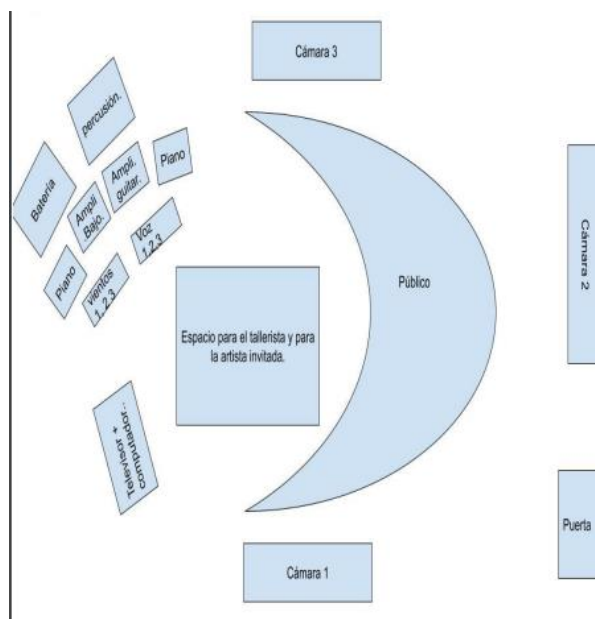 Cámara 3
percusión.
Piano
Ampli.
guitar.
Batería
Ampli
Bajo.
Voz
1,2,3
Piano
vientos
1, 2,3
Cámara 2
Público
Espacio para el tallerista y para
la artista invitada.
Televisor +
computador..
Puerta
Cámara 1